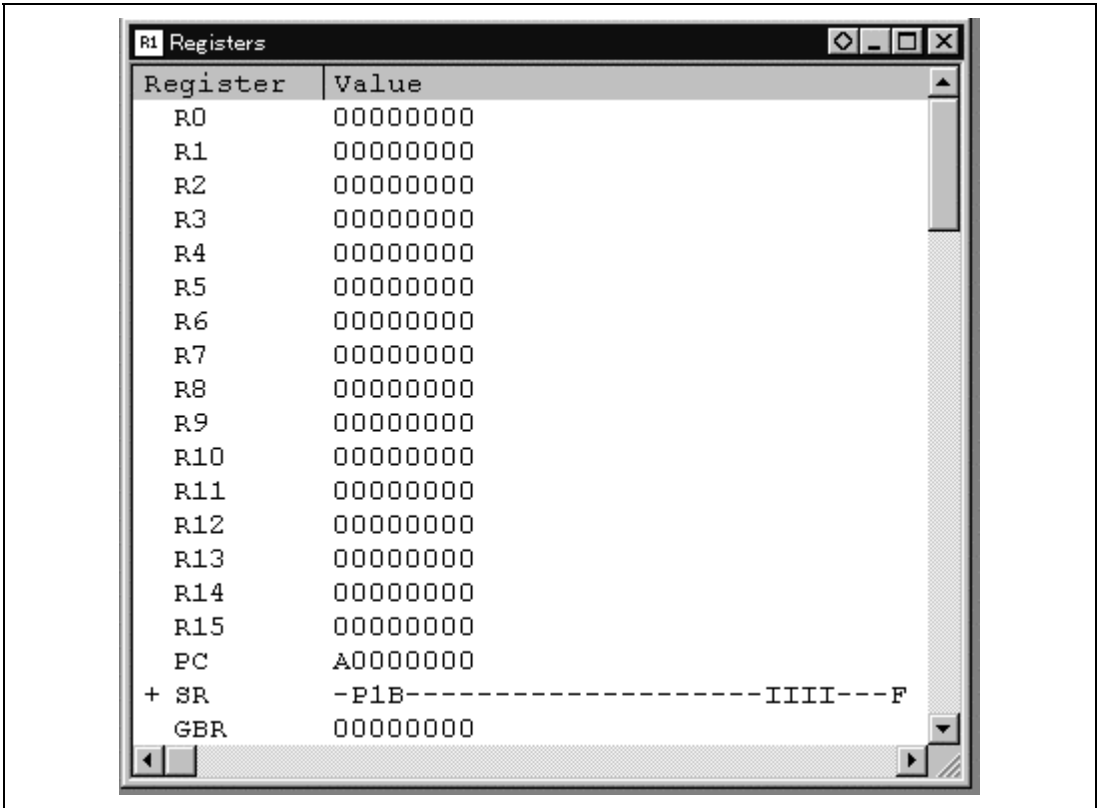 R1 Registers
Register Value
R0 00000000
R1 00000000
R2 00000000
R3 00000000
R4 00000000
R5 00000000
R6 00000000
R7 00000000
R8 00000000
R9 00000000
R10 00000000
R11 00000000
R12 00000000
R13 00000000
R14 00000000
R15 00000000
PC A0000000
+ SR -P1B--------------------IIII---F
GBR 00000000